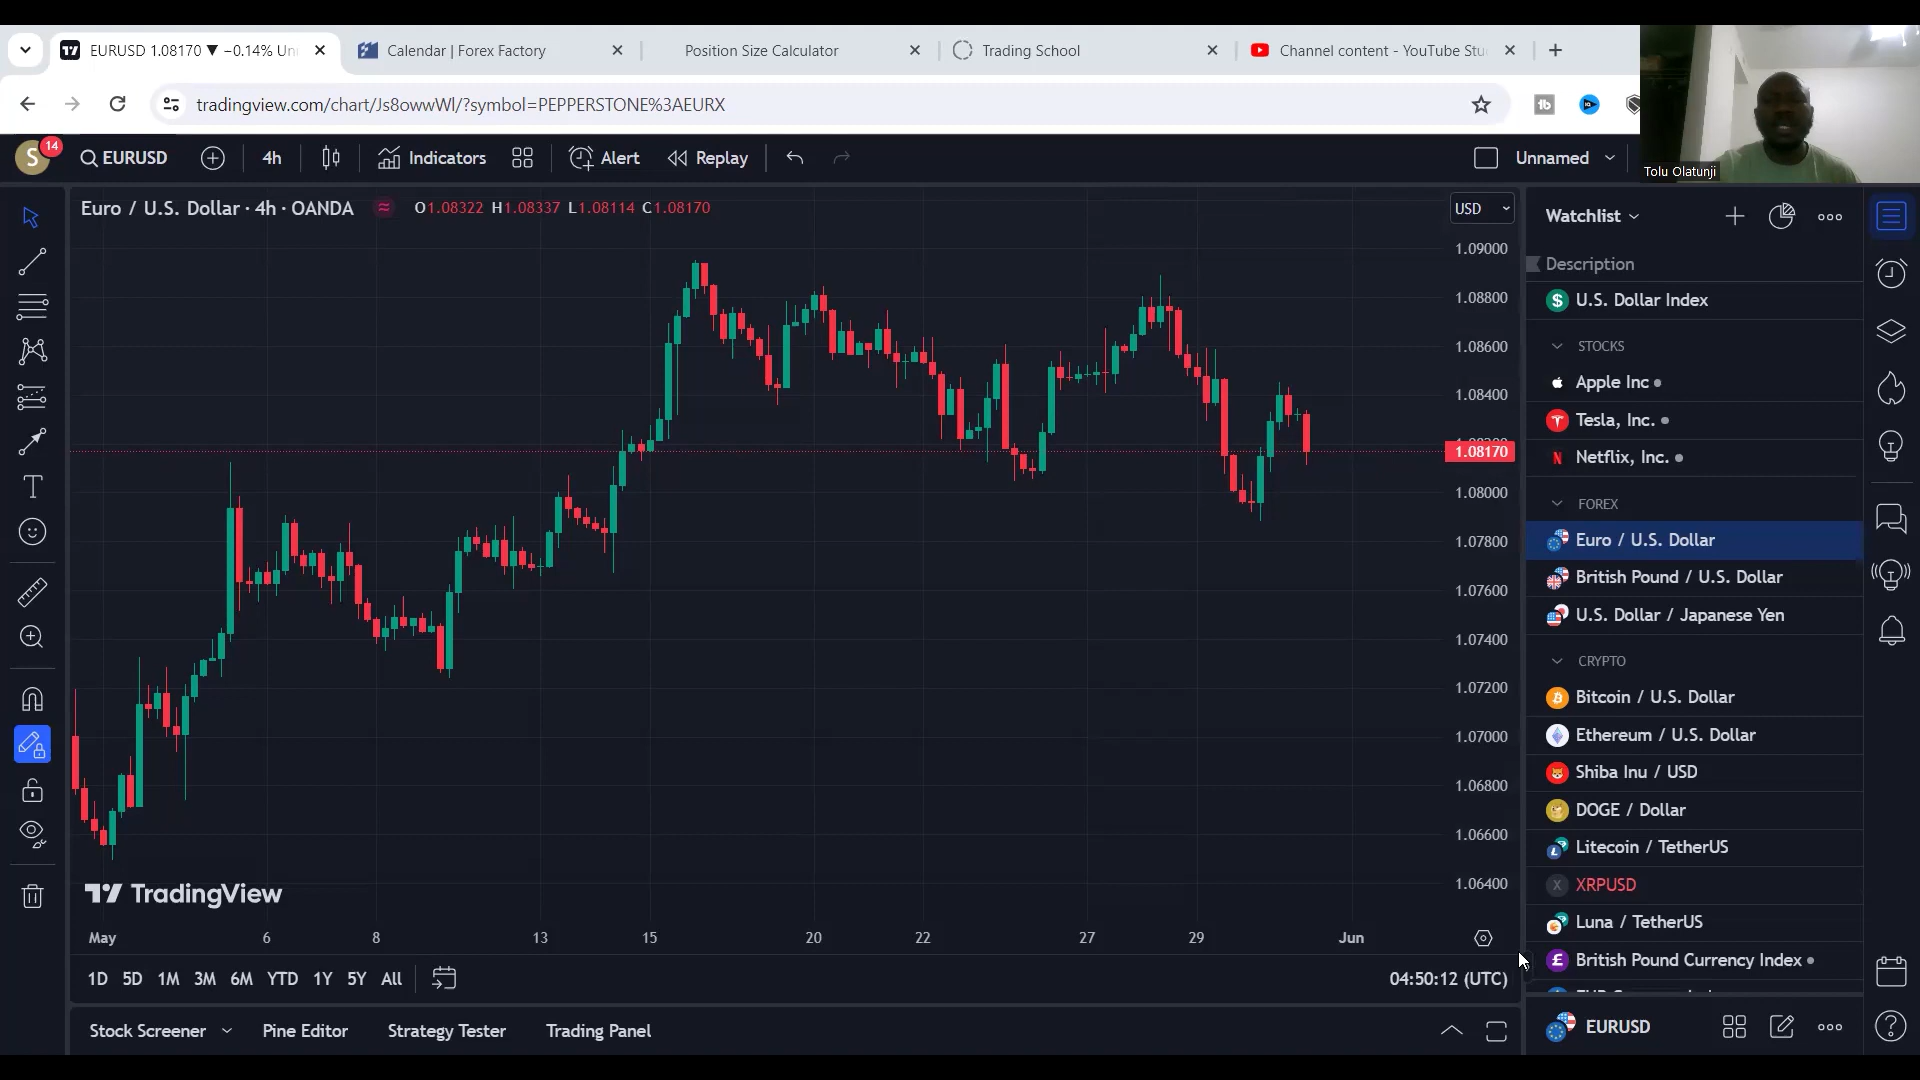 EURUSD 1.08170 ▼ −0.14% Un
Calendar | Forex Factory
Position Size Calculator
Trading School
Channel content - YouTube Stu
tradingview.com/chart/Js8owwWl/?symbol=PEPPERSTONE%3AEURX
Tolu Olatunji
S
14
EURUSD
4h
Indicators
Alert
Replay
Unnamed
Euro / U.S. Dollar · 4h · OANDA
O1.08322 H1.08337 L1.08114 C1.08170
USD
1.09000
1.08800
1.08600
1.08400
1.08170
1.08000
1.07800
1.07600
1.07400
1.07200
1.07000
1.06800
1.06600
1.06400
TradingView
May 6 8 13 15 20 22 27 29 Jun
1D 5D 1M 3M 6M YTD 1Y 5Y All
04:50:12 (UTC)
Stock Screener
Pine Editor
Strategy Tester
Trading Panel
Watchlist
Description
U.S. Dollar Index
STOCKS
Apple Inc
Tesla, Inc.
Netflix, Inc.
FOREX
Euro / U.S. Dollar
British Pound / U.S. Dollar
U.S. Dollar / Japanese Yen
CRYPTO
Bitcoin / U.S. Dollar
Ethereum / U.S. Dollar
Shiba Inu / USD
DOGE / Dollar
Litecoin / TetherUS
X XRPUSD
Luna / TetherUS
British Pound Currency Index
EURUSD